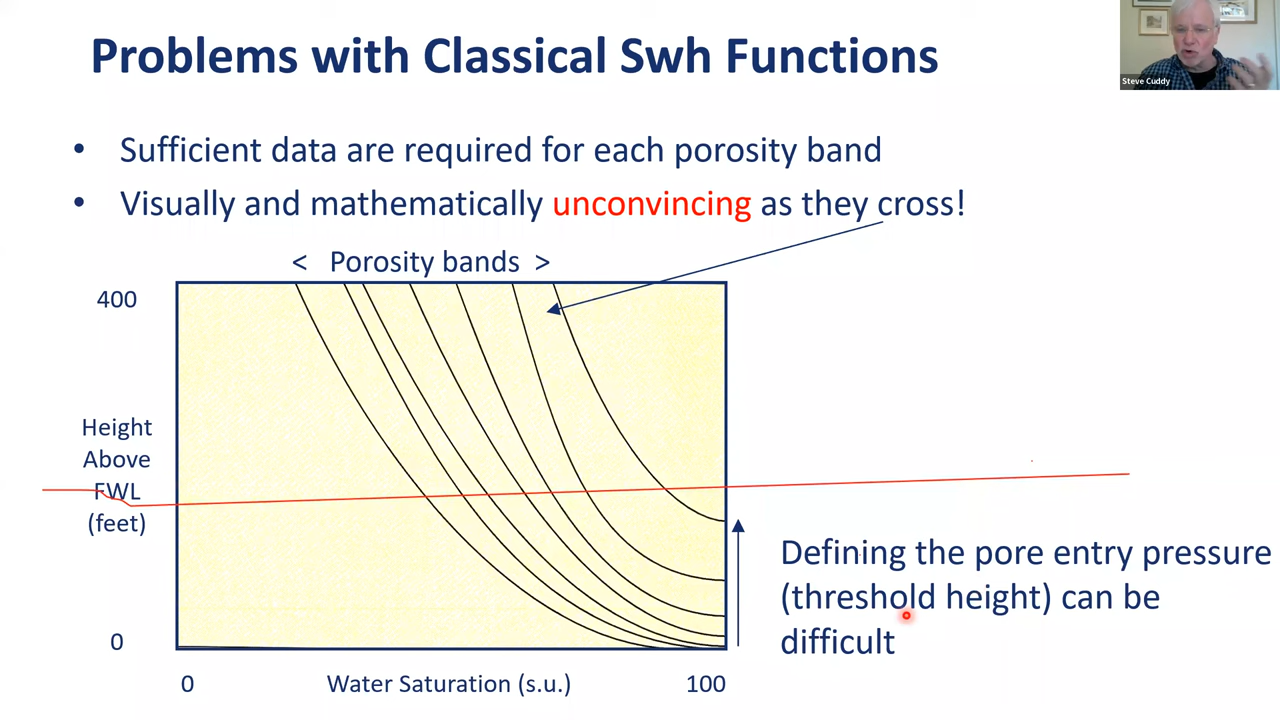 Problems with Classical Swh Functions
Steve Cuddy
• Sufficient data are required for each porosity band
• Visually and mathematically unconvincing as they cross!
< Porosity bands >
400
Height
Above
FWL
(feet)
0
Defining the pore entry pressure
(threshold height) can be
difficult
0 Water Saturation (s.u.) 100